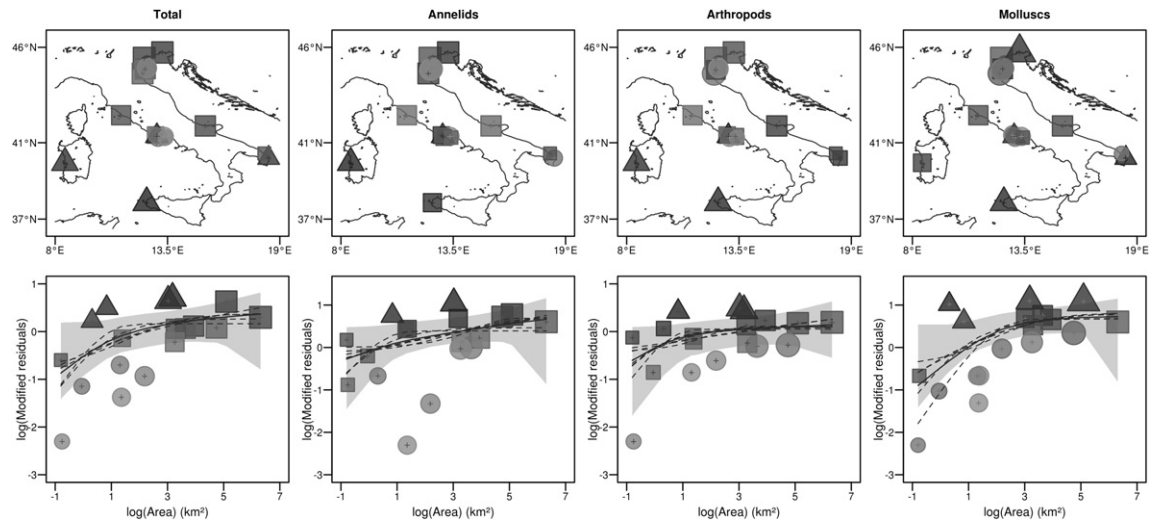 Total Annelids Arthropods Molluscs
46°N 46°N 46°N 46°N
41°N 41°N 41°N 41°N
37°N 37°N 37°N 37°N
8°E 13.5°E 19°E 8°E 13.5°E 19°E 8°E 13.5°E 19°E 8°E 13.5°E 19°E
log(Modified residuals) log(Modified residuals) log(Modified residuals) log(Modified residuals)
1 1 1 1
0 0 0 0
-1 -1 -1 -1
-2 -2 -2 -2
-3 -3 -3 -3
-1 1 3 5 7 -1 1 3 5 7 -1 1 3 5 7 -1 1 3 5 7
log(Area) (km²) log(Area) (km²) log(Area) (km²) log(Area) (km²)